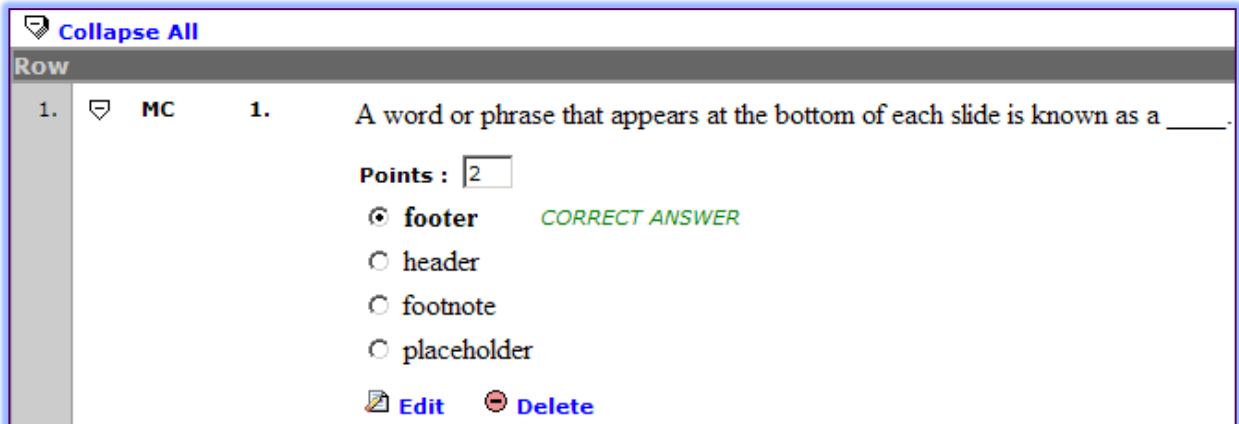 Collapse All
Row
1. MC 1. A word or phrase that appears at the bottom of each slide is known as a ____.
Points : 2
footer CORRECT ANSWER
header
footnote
placeholder
Edit Delete